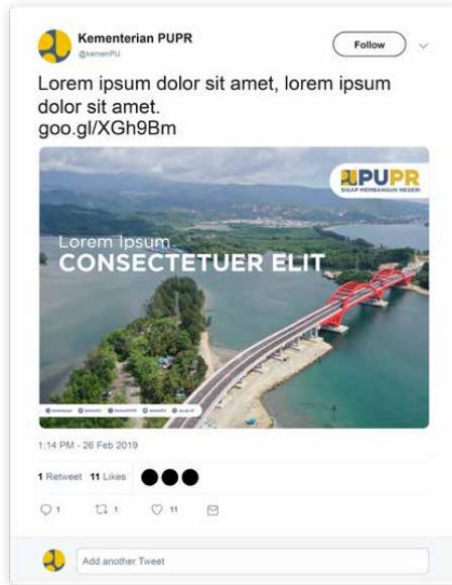 Kementerian PUPR
@kemenPU
Follow
Lorem ipsum dolor sit amet, lorem ipsum
dolor sit amet.
goo.gl/XGh9Bm
PUPR
SIGAP MEMBANGUN NEGERI
Lorem Ipsum
CONSECTETUER ELIT
1:14 PM - 26 Feb 2019
1 Retweet 11 Likes
1 1 11
Add another Tweet